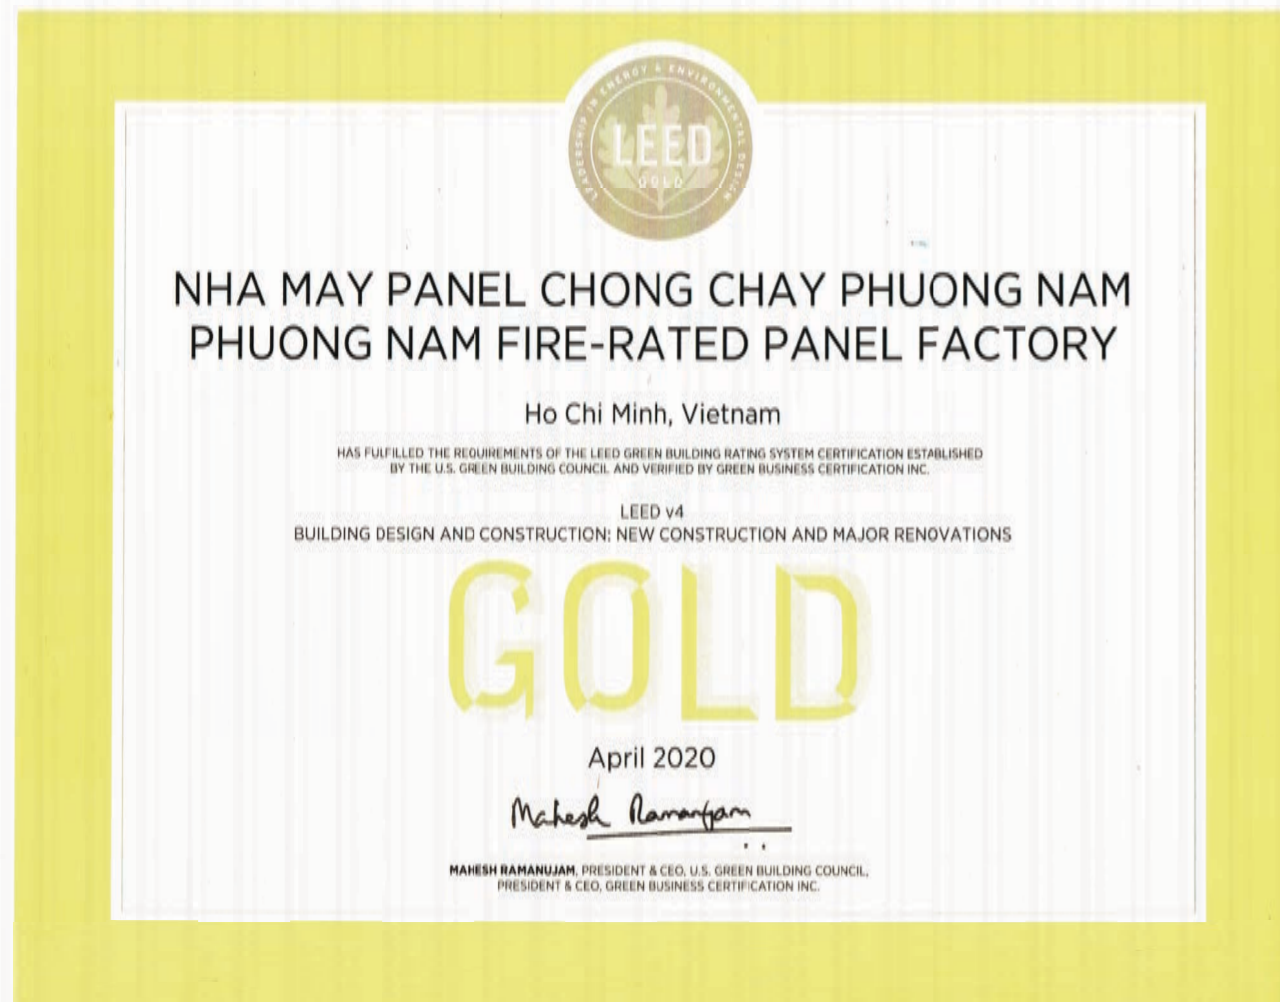 LEADERSHIP IN ENERGY & ENVIRONMENTAL DESIGN
LEED
GOLD
NHA MAY PANEL CHONG CHAY PHUONG NAM
PHUONG NAM FIRE-RATED PANEL FACTORY
Ho Chi Minh, Vietnam
HAS FULFILLED THE REQUIREMENTS OF THE LEED GREEN BUILDING RATING SYSTEM CERTIFICATION ESTABLISHED
BY THE U.S. GREEN BUILDING COUNCIL AND VERIFIED BY GREEN BUSINESS CERTIFICATION INC.
LEED v4
BUILDING DESIGN AND CONSTRUCTION: NEW CONSTRUCTION AND MAJOR RENOVATIONS
GOLD
April 2020
Mahesh Ramanujam
MAHESH RAMANUJAM, PRESIDENT & CEO, U.S. GREEN BUILDING COUNCIL,
PRESIDENT & CEO, GREEN BUSINESS CERTIFICATION INC.